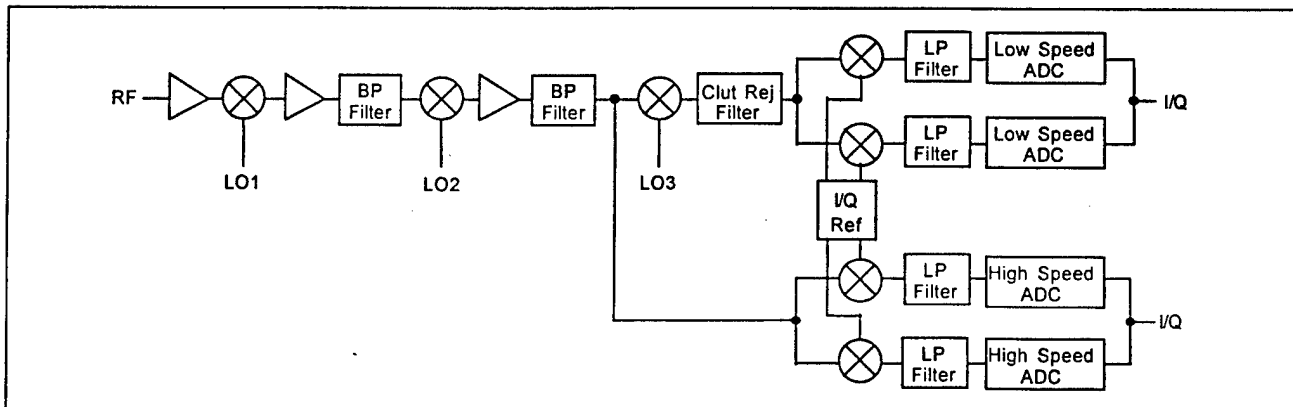 RF
LO1
BP
Filter
LO2
BP
Filter
LO3
Clut Rej
Filter
LP
Filter
Low Speed
ADC
LP
Filter
Low Speed
ADC
I/Q
I/Q
Ref
LP
Filter
High Speed
ADC
LP
Filter
High Speed
ADC
I/Q